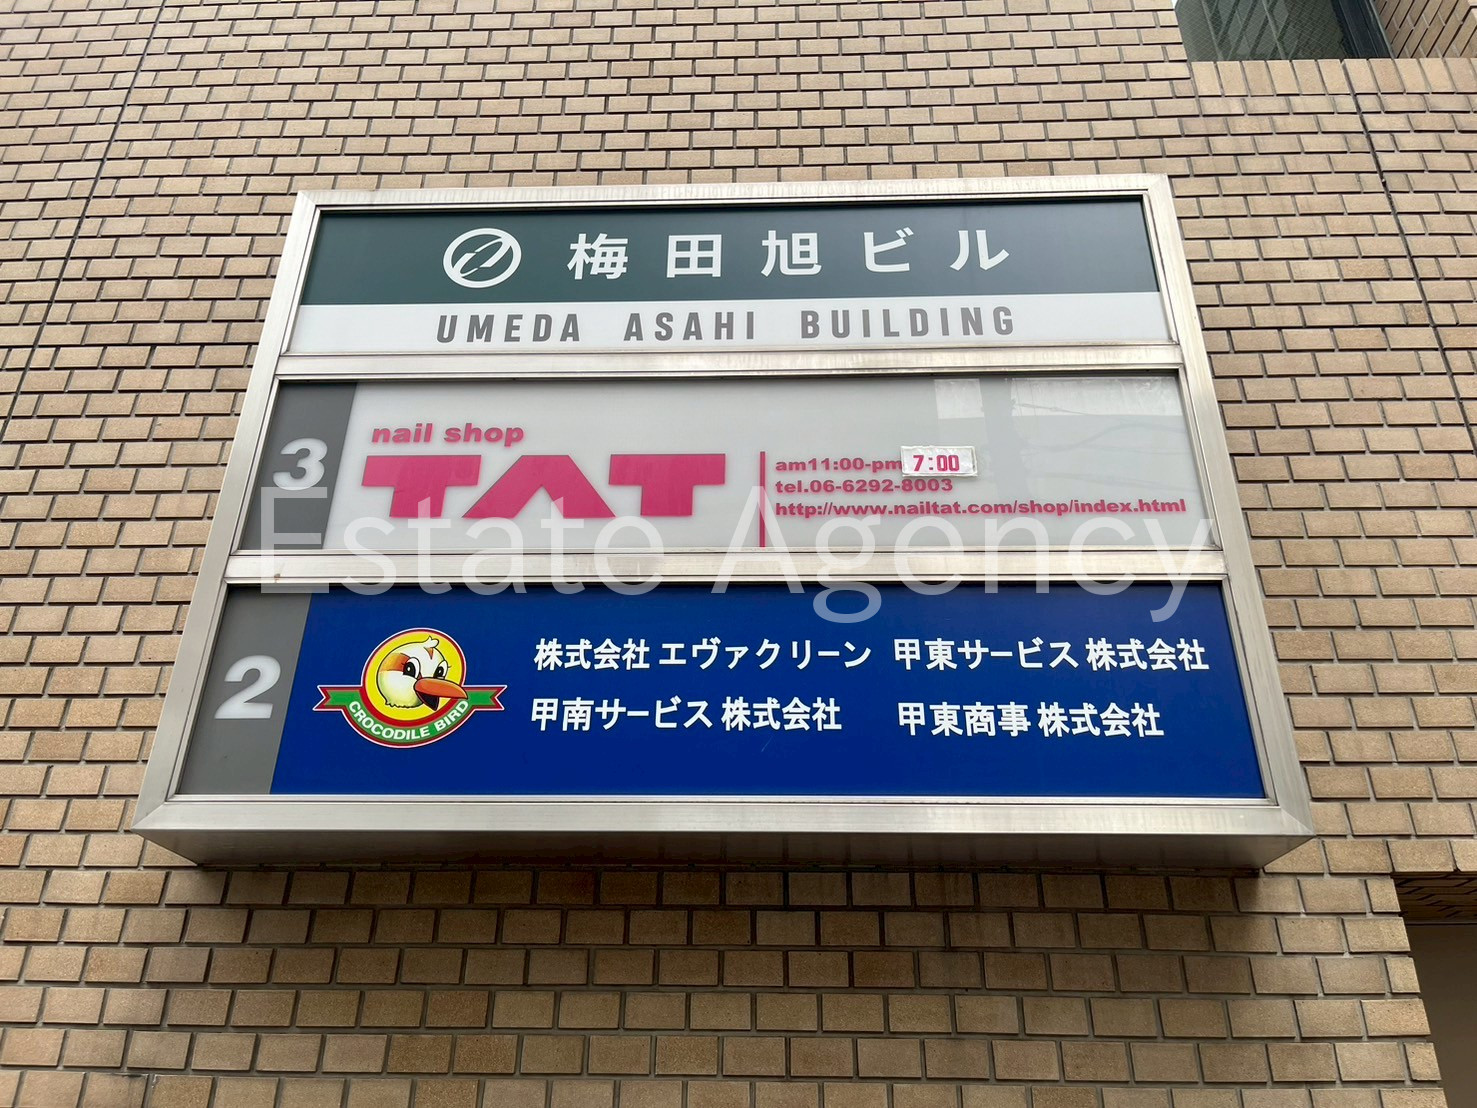 梅田旭ビル
UMEDA ASAHI BUILDING
3
nail shop
TAT
am11:00-pm7:00
tel.06-6292-8003
http://www.nailtat.com/shop/index.html
Estate Agency
2
CROCODILE BIRD
株式会社エヴァクリーン 甲東サービス株式会社
甲南サービス株式会社 甲東商事株式会社